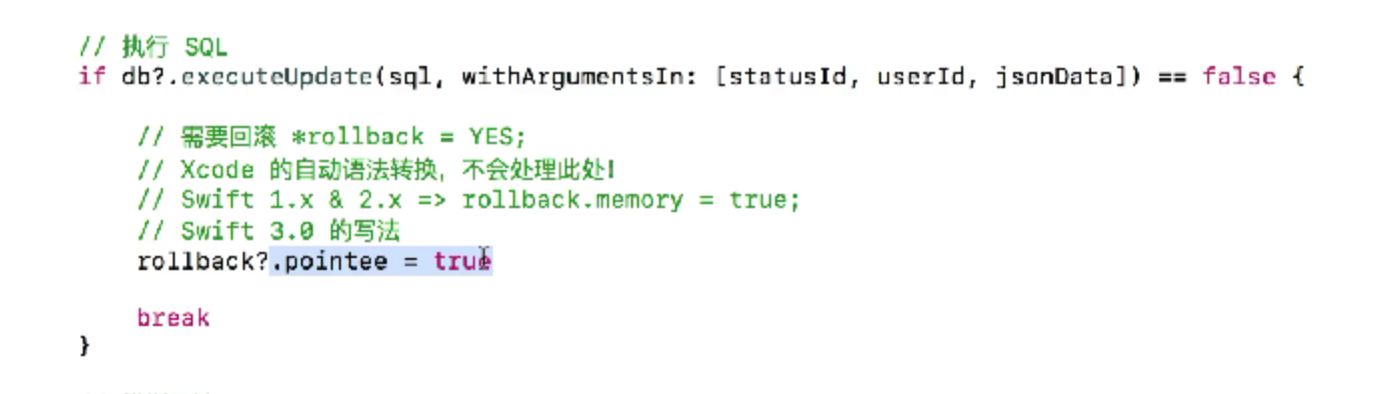 // 执行 SQL
if db?.executeUpdate(sql, withArgumentsIn: [statusId, userId, jsonData]) == false {
// 需要回滚 *rollback = YES;
// Xcode 的自动语法转换，不会处理此处！
// Swift 1.x & 2.x => rollback.memory = true;
// Swift 3.0 的写法
rollback?.pointee = true
break
}